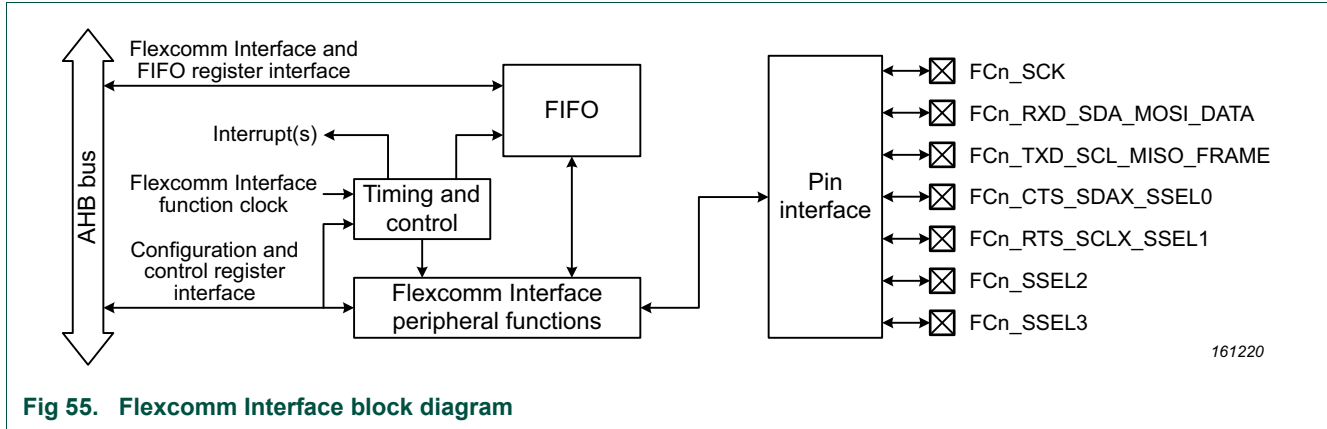 Flexcomm Interface and
FIFO register interface
FIFO
Interrupt(s)
Flexcomm Interface
function clock
Timing and
control
AHB bus
Configuration and
control register
interface
Flexcomm Interface
peripheral functions
Pin
interface
FCn_SCK
FCn_RXD_SDA_MOSI_DATA
FCn_TXD_SCL_MISO_FRAME
FCn_CTS_SDAX_SSEL0
FCn_RTS_SCLX_SSEL1
FCn_SSEL2
FCn_SSEL3
161220
Fig 55. Flexcomm Interface block diagram